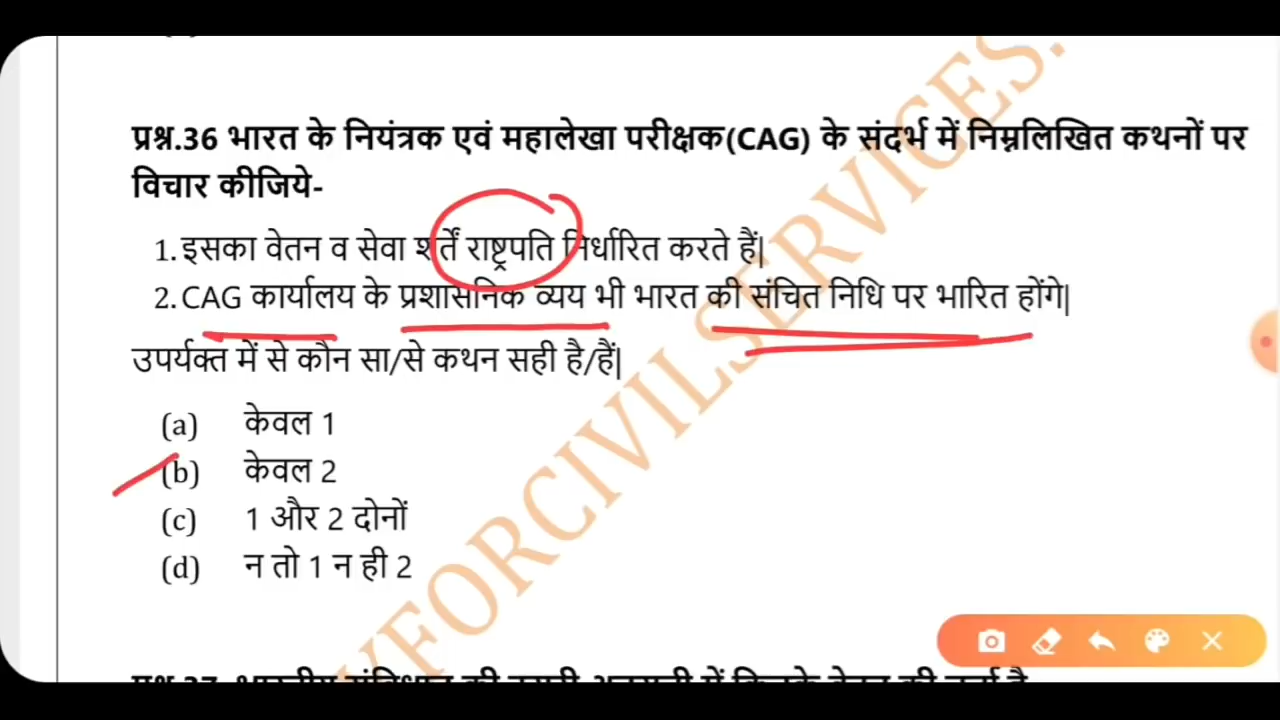 प्रश्न.36 भारत के नियंत्रक एवं महालेखा परीक्षक(CAG) के संदर्भ में निम्नलिखित कथनों पर
विचार कीजिये-
1. इसका वेतन व सेवा शर्तें राष्ट्रपति निर्धारित करते हैं|
2. CAG कार्यालय के प्रशासनिक व्यय भी भारत की संचित निधि पर भारित होंगे|
उपर्यक्त में से कौन सा/से कथन सही है/हैं|
(a) केवल 1
(b) केवल 2
(c) 1 और 2 दोनों
(d) न तो 1 न ही 2
FORCIVILSERVICES.